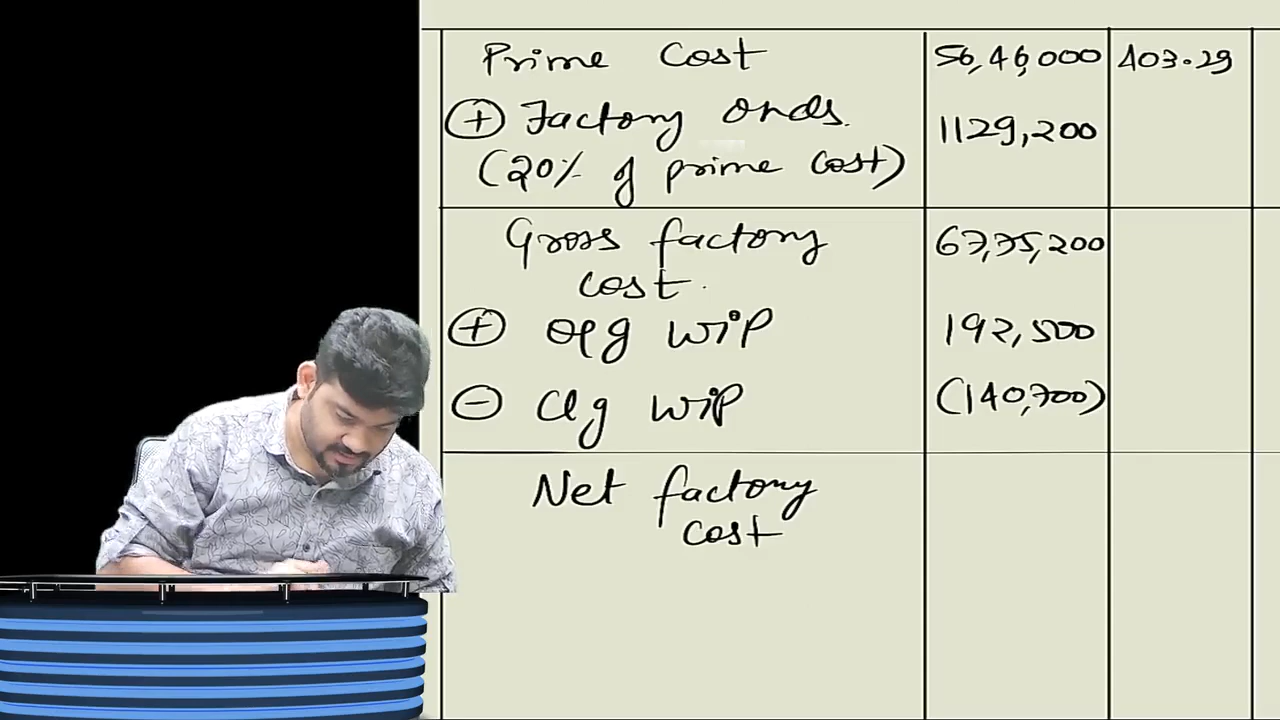 Prime Cost 56,46,000 403.29
(+) Factory Ohds. 1129,200
(20% of prime cost)
Gross factory 67,75,200
cost.
(+) Opg WIP 192,500
(-) Clg WIP (140,700)
Net factory
cost